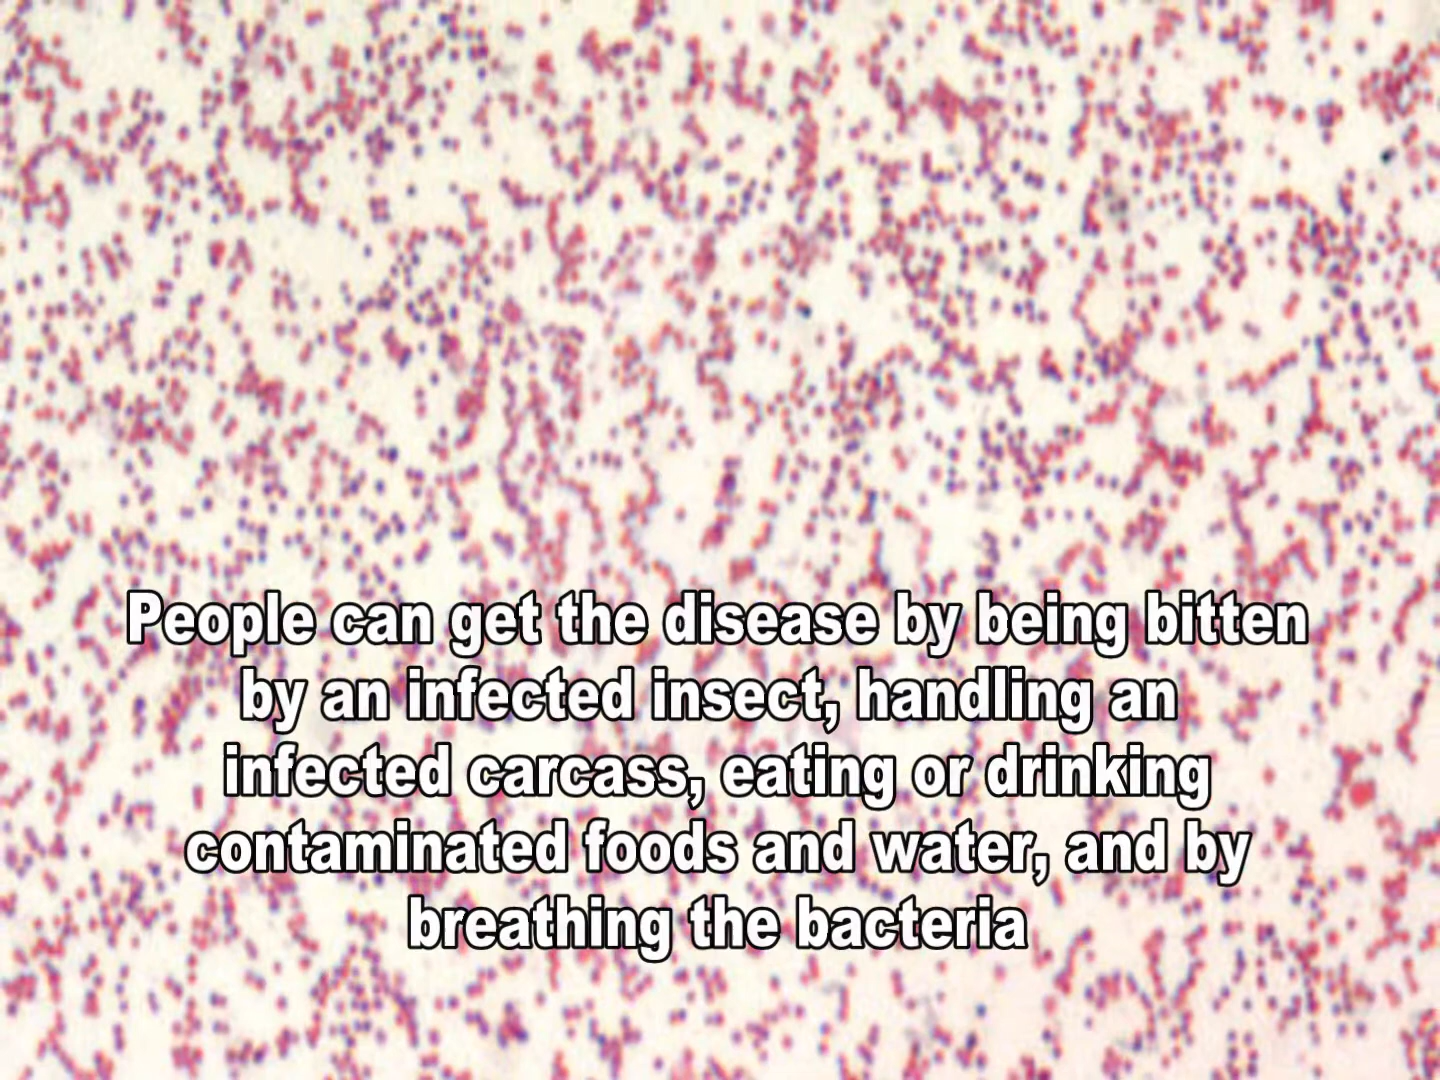 People can get the disease by being bitten
by an infected insect, handling an
infected carcass, eating or drinking
contaminated foods and water, and by
breathing the bacteria